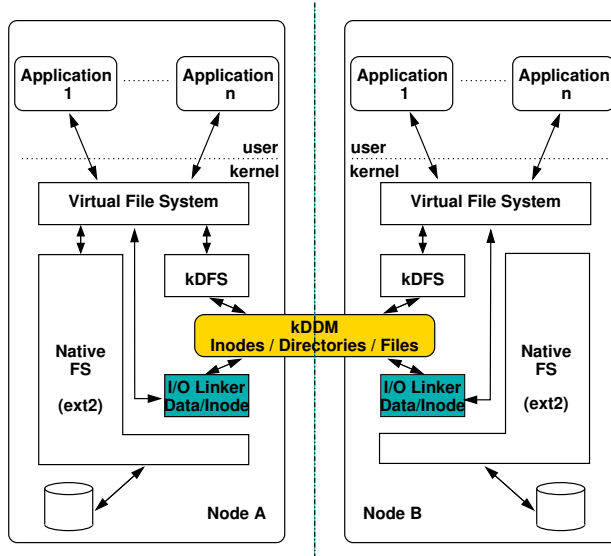 Application
1
Application
n
user
kernel
Virtual File System
kDFS
Native
FS
(ext2)
I/O Linker
Data/Inode
Node A
kDDM
Inodes / Directories / Files
Application
1
Application
n
user
kernel
Virtual File System
kDFS
I/O Linker
Data/Inode
Native
FS
(ext2)
Node B